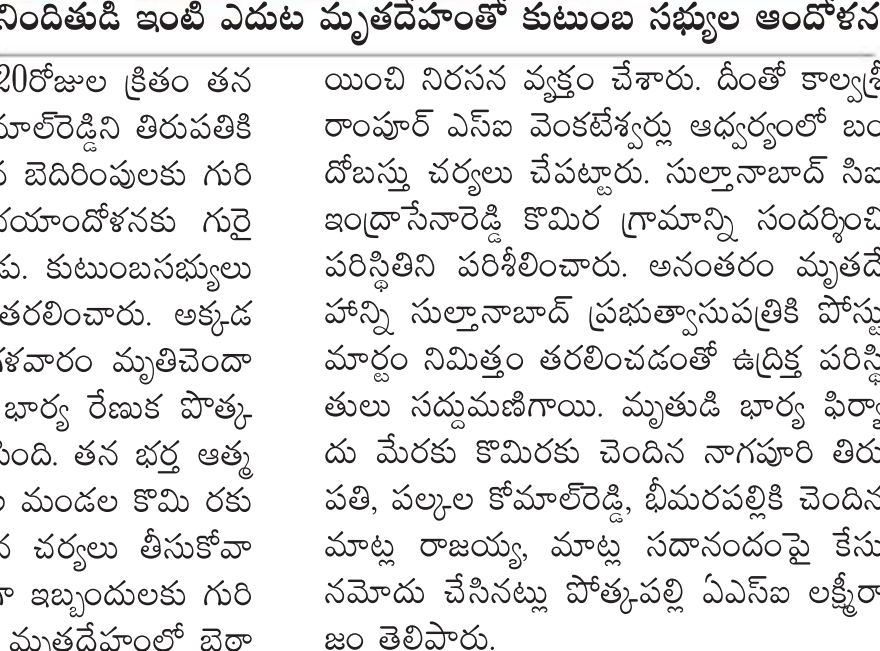 నిందితుడి ఇంటి ఎదుట మృతదేహంతో కుటుంబ సభ్యుల ఆందోళన
20రోజుల క్రితం తన
మాల్‌రెడ్డిని తిరుపతికి
బెదిరింపులకు గురి
యాందోళనకు గురై
డు. కుటుంబసభ్యులు
తరలించారు. అక్కడ
గళవారం మృతిచెందా
భార్య రేణుక పొత్క
సింది. తన భర్త ఆత్మ
మండల కొమి రకు
న చర్యలు తీసుకోవా
ఇబ్బందులకు గురి
మృతదేహంలో బైఠా
యించి నిరసన వ్యక్తం చేశారు. దీంతో కాల్వశ్రీ
రాంపూర్ ఎస్ఐ వెంకటేశ్వర్లు ఆధ్వర్యంలో బం
దోబస్తు చర్యలు చేపట్టారు. సుల్తానాబాద్ సిఐ
ఇంద్రాసేనారెడ్డి కొమిర గ్రామాన్ని సందర్శించి
పరిస్థితిని పరిశీలించారు. అనంతరం మృతదే
హాన్ని సుల్తానాబాద్ ప్రభుత్వాసుపత్రికి పోస్టు
మార్టం నిమిత్తం తరలించడంతో ఉద్రిక్త పరిస్థి
తులు సద్దుమణిగాయి. మృతుడి భార్య ఫిర్యా
దు మేరకు కొమిరకు చెందిన నాగపూరి తిరు
పతి, పల్కల కోమాల్‌రెడ్డి, భీమరపల్లికి చెందిన
మాట్ల రాజయ్య, మాట్ల సదానందంపై కేసు
నమోదు చేసినట్లు పోత్కపల్లి ఏఎస్ఐ లక్ష్మీరా
జం తెలిపారు.